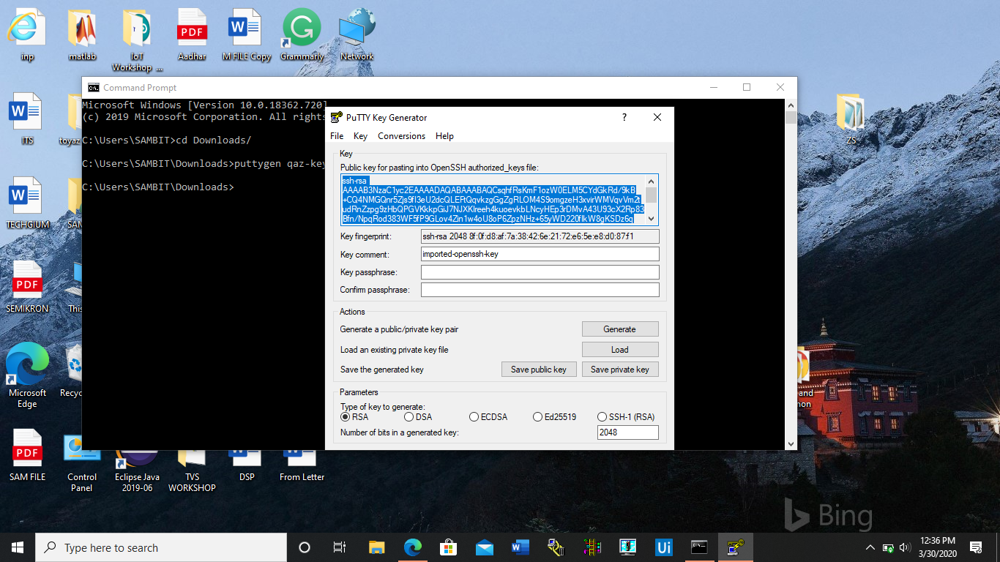 inp
matlab
IoT
Workshop ...
PDF
Aadhar
M FILE Copy
Grammarly
Network
ITS
toyaz
TECHGIUM
SAM
PDF
SEMIKRON
This
Microsoft
Edge
Recyc
PDF
SAM FILE
Control
Panel
Eclipse Java
2019-06
TVS
WORKSHOP
DSP
From Letter
ZS
and
non
Command Prompt
Microsoft Windows [Version 10.0.18362.720]
(c) 2019 Microsoft Corporation. All rights
C:\Users\SAMBIT>cd Downloads/
C:\Users\SAMBIT\Downloads>puttygen qaz-key
C:\Users\SAMBIT\Downloads>
PuTTY Key Generator
?
File Key Conversions Help
Key
Public key for pasting into OpenSSH authorized_keys file:
ssh-rsa
AAAAB3NzaC1yc2EAAAADAQABAAABAQCsqhfRsKmF1ozW0ELM5CYdGkRd/9kB
+CQ4NMGQnr5Zjs9fI3eU2dcQLEFtQqvkzgGgZgRLOM4S9omgzeH3xvirWMVqvVm2t
udRnZzpg9zHbQPGVKkkpGiJ7NJXKlreeh4kuoevkbLNcyHEp3rDMvA43U93cX2Rp83
Bfn/NpqRod383WF5fP9GLov4Zin1w4oU8oP6ZpzNHz+65yWD220fIkW8gKSDz6q
Key fingerprint:
ssh-rsa 2048 8f:0f:d8:af:7a:38:42:6e:21:72:e6:5e:e8:d0:87:f1
Key comment:
imported-openssh-key
Key passphrase:
Confirm passphrase:
Actions
Generate a public/private key pair
Generate
Load an existing private key file
Load
Save the generated key
Save public key
Save private key
Parameters
Type of key to generate:
RSA DSA ECDSA Ed25519 SSH-1 (RSA)
Number of bits in a generated key:
2048
Bing
Type here to search
Ui
12:36 PM
3/30/2020